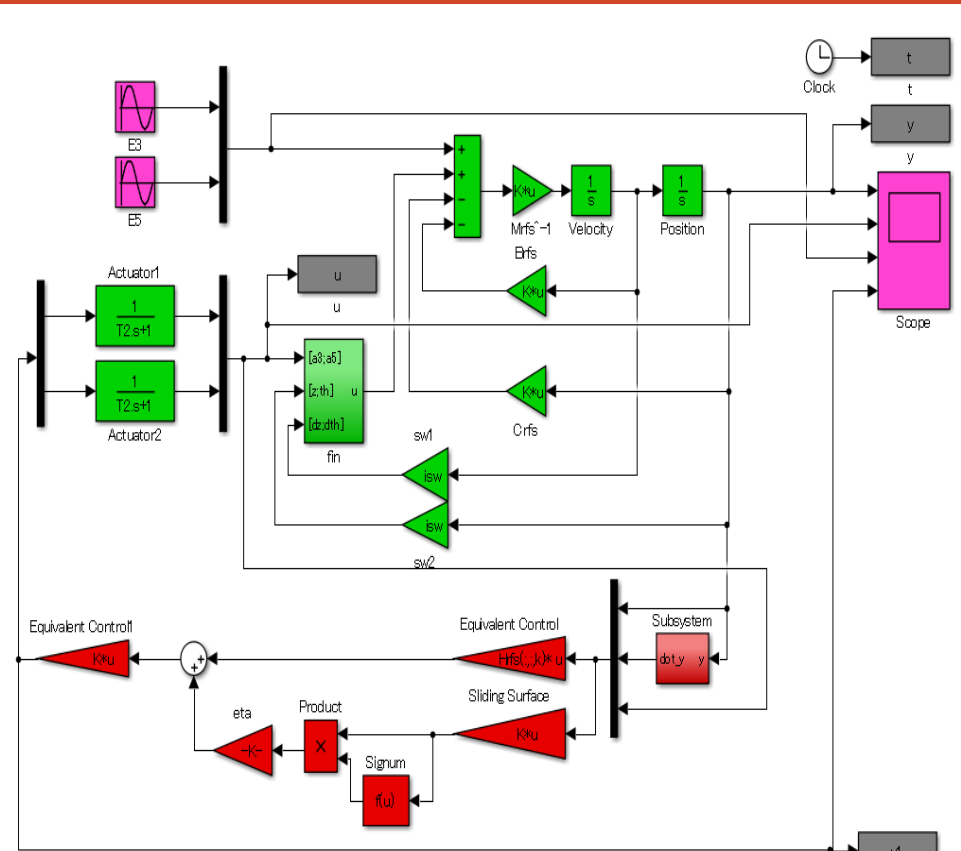 Clock
t
t
y
y
E3
E5
+
+
−
−
K*u
Mrfs^-1
1
s
Velocity
1
s
Position
Scope
Actuator1
1
T2.s+1
Actuator2
1
T2.s+1
u
u
Brfs
K*u
[a3;a5]
[z;th]
[dz;dth]
u
fin
K*u
Crfs
sw1
isw
isw
sw2
Equivalent Control1
K*u
+
+
Equivalent Control
Hrfs(:,:,k)* u
Subsystem
dot_y
y
Sliding Surface
K*u
eta
-K-
Product
X
Signum
f(u)